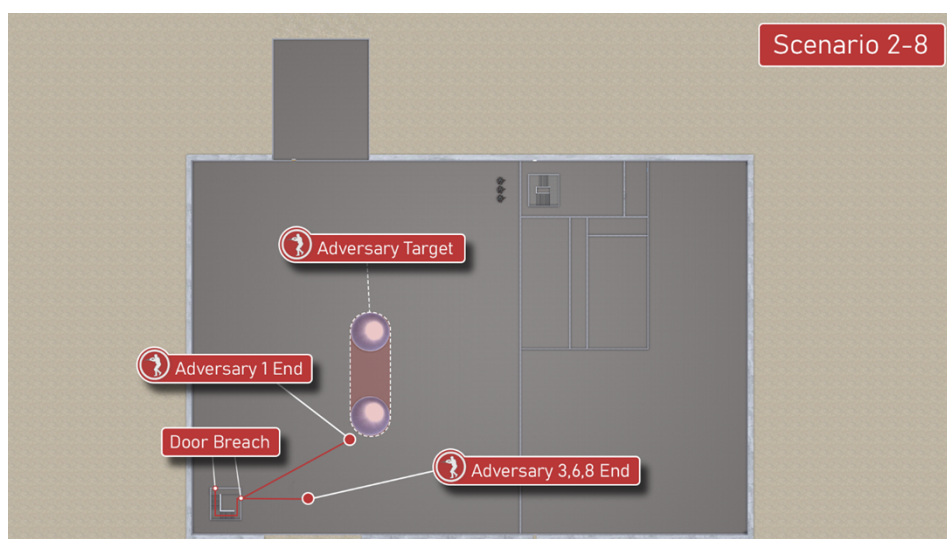 Scenario 2-8
Adversary Target
Adversary 1 End
Door Breach
Adversary 3,6,8 End